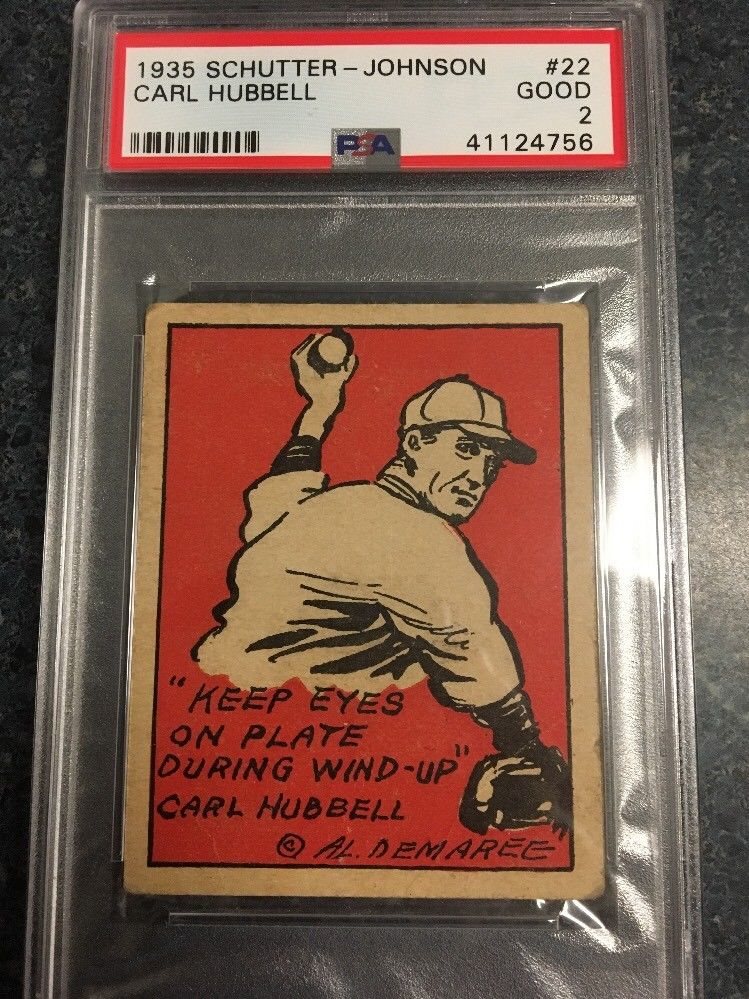 1935 SCHUTTER-JOHNSON #22
CARL HUBBELL GOOD
2
PSA 41124756
"KEEP EYES
ON PLATE
DURING WIND-UP"
CARL HUBBELL
© AL. DEMAREE"